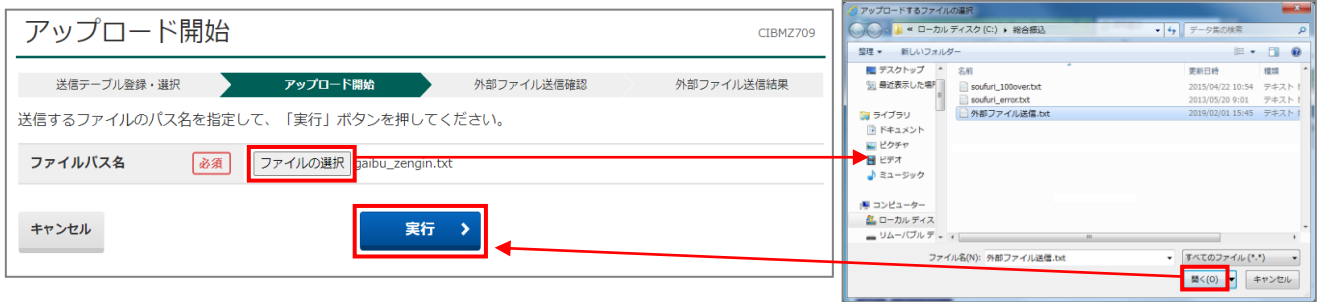 アップロード開始
CIBMZ709
送信テーブル登録・選択
アップロード開始
外部ファイル送信確認
外部ファイル送信結果
送信するファイルのパス名を指定して、「実行」ボタンを押してください。
ファイルパス名 必須 ファイルの選択 gaibu_zengin.txt
キャンセル
実行
アップロードするファイルの選択
« ローカル ディスク (C:) ▶ 総合振込
データ集の検索
整理 ▼ 新しいフォルダー
デスクトップ
最近表示した場所
ライブラリ
ドキュメント
ピクチャ
ビデオ
ミュージック
コンピューター
ローカル ディス
リムーバブル デ
名前 更新日時 種類
soufuri_100over.txt 2015/04/22 10:54 テキスト
soufuri_error.txt 2013/05/20 9:01 テキスト
外部ファイル送信.txt 2019/02/01 15:45 テキスト
ファイル名(N): 外部ファイル送信.txt
すべてのファイル (*.*)
開く(O) キャンセル